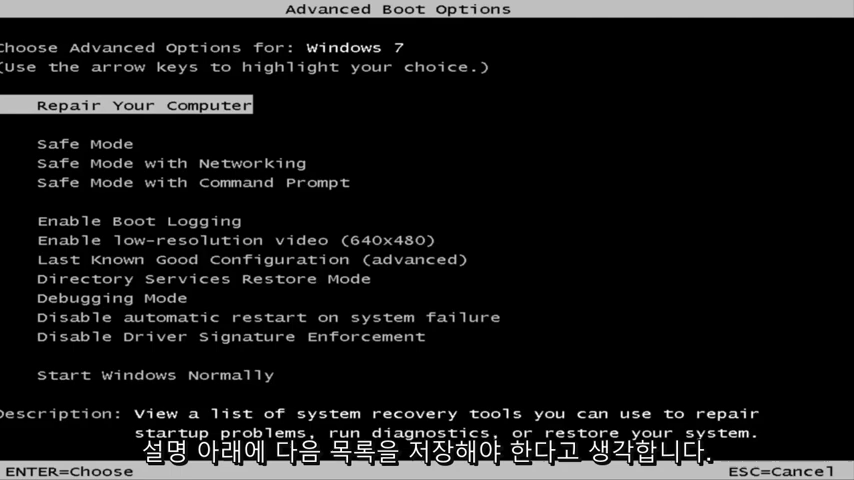 Advanced Boot Options
Choose Advanced Options for: Windows 7
(Use the arrow keys to highlight your choice.)
Repair Your Computer
Safe Mode
Safe Mode with Networking
Safe Mode with Command Prompt
Enable Boot Logging
Enable low-resolution video (640x480)
Last Known Good Configuration (advanced)
Directory Services Restore Mode
Debugging Mode
Disable automatic restart on system failure
Disable Driver Signature Enforcement
Start Windows Normally
Description: View a list of system recovery tools you can use to repair
startup problems, run diagnostics, or restore your system.
설명 아래에 다음 목록을 저장해야 한다고 생각합니다.
ENTER=Choose ESC=Cancel